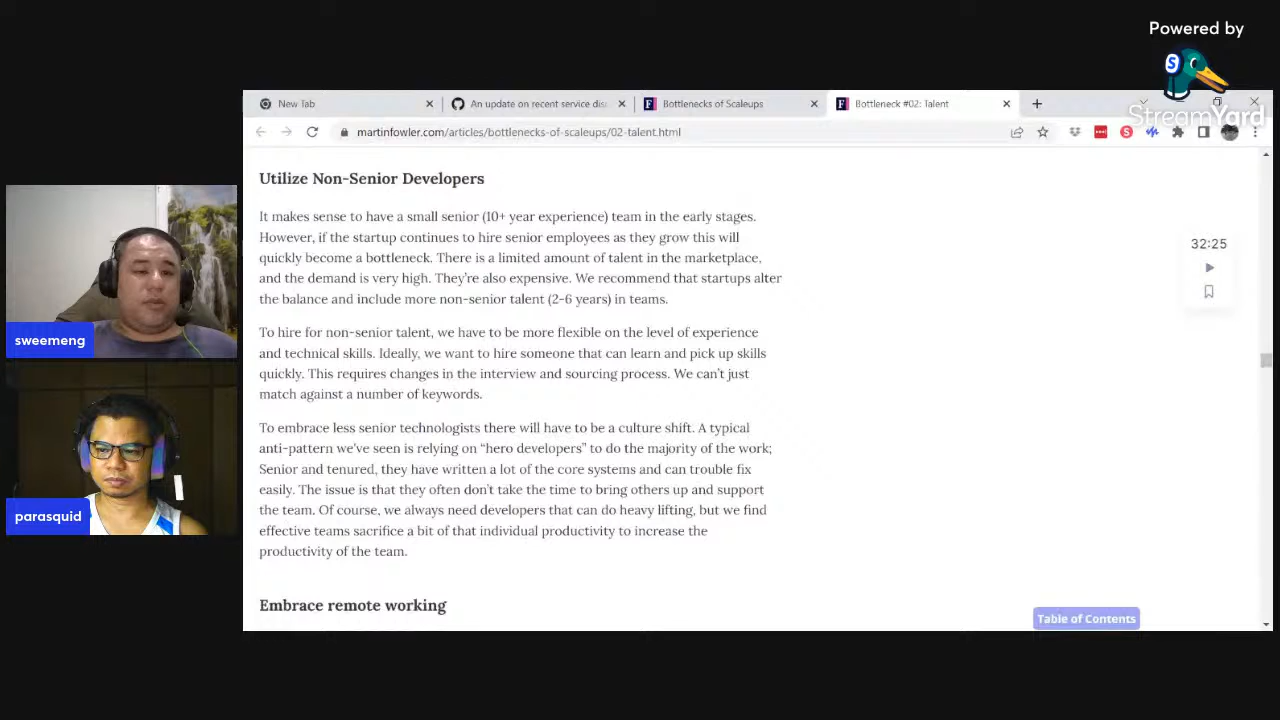 Powered by
StreamYard
New Tab
An update on recent service dis
Bottlenecks of Scaleups
Bottleneck #02: Talent
martinfowler.com/articles/bottlenecks-of-scaleups/02-talent.html
Utilize Non-Senior Developers
It makes sense to have a small senior (10+ year experience) team in the early stages.
However, if the startup continues to hire senior employees as they grow this will
quickly become a bottleneck. There is a limited amount of talent in the marketplace,
and the demand is very high. They're also expensive. We recommend that startups alter
the balance and include more non-senior talent (2-6 years) in teams.
To hire for non-senior talent, we have to be more flexible on the level of experience
and technical skills. Ideally, we want to hire someone that can learn and pick up skills
quickly. This requires changes in the interview and sourcing process. We can't just
match against a number of keywords.
To embrace less senior technologists there will have to be a culture shift. A typical
anti-pattern we've seen is relying on “hero developers” to do the majority of the work;
Senior and tenured, they have written a lot of the core systems and can trouble fix
easily. The issue is that they often don't take the time to bring others up and support
the team. Of course, we always need developers that can do heavy lifting, but we find
effective teams sacrifice a bit of that individual productivity to increase the
productivity of the team.
Embrace remote working
32:25
Table of Contents
sweemeng
parasquid